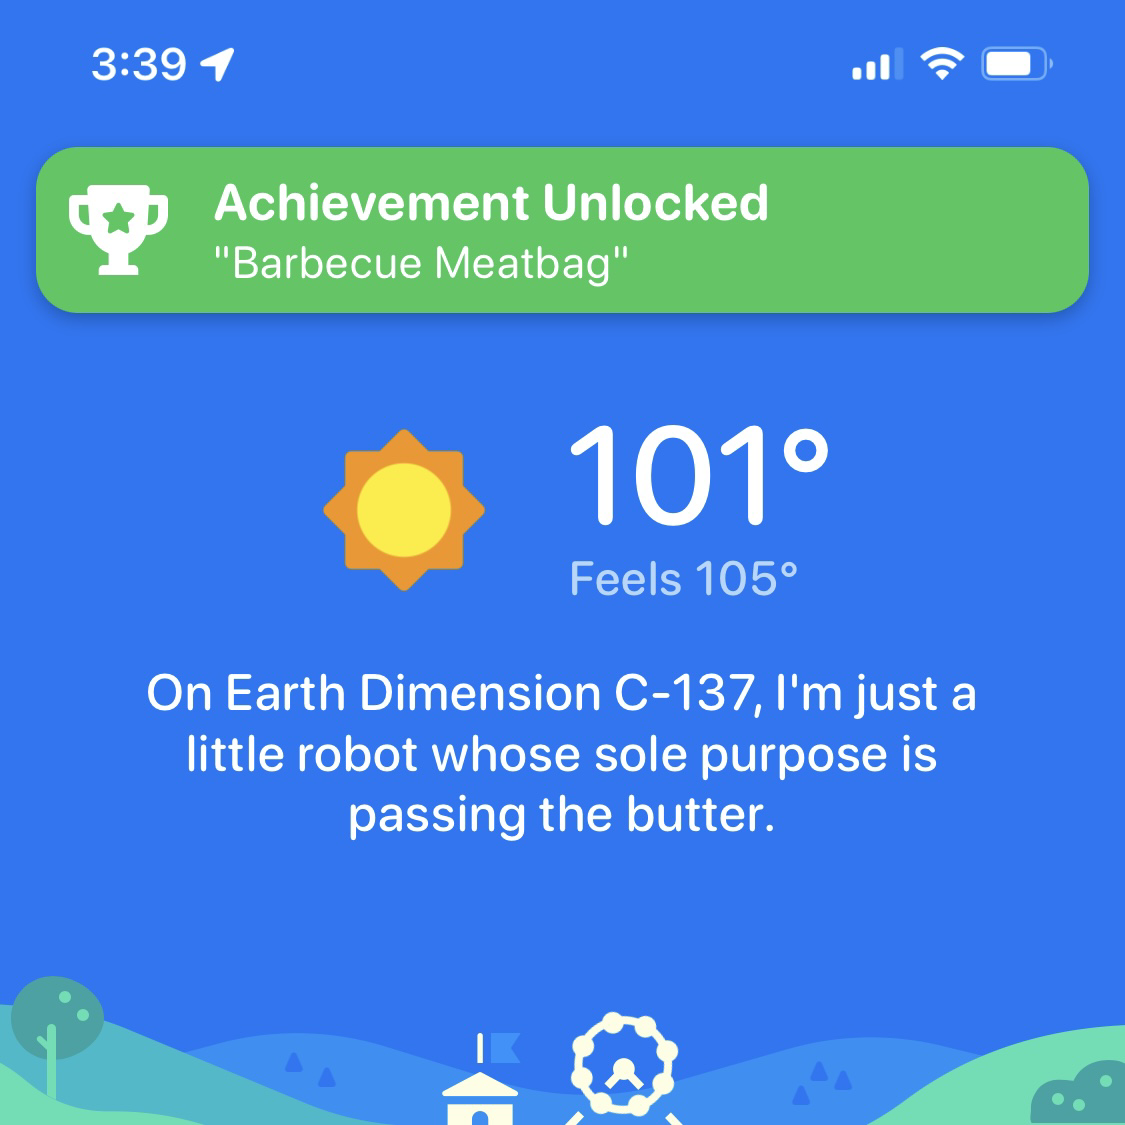 3:39
Achievement Unlocked
"Barbecue Meatbag"
101°
Feels 105°
On Earth Dimension C-137, I'm just a
little robot whose sole purpose is
passing the butter.